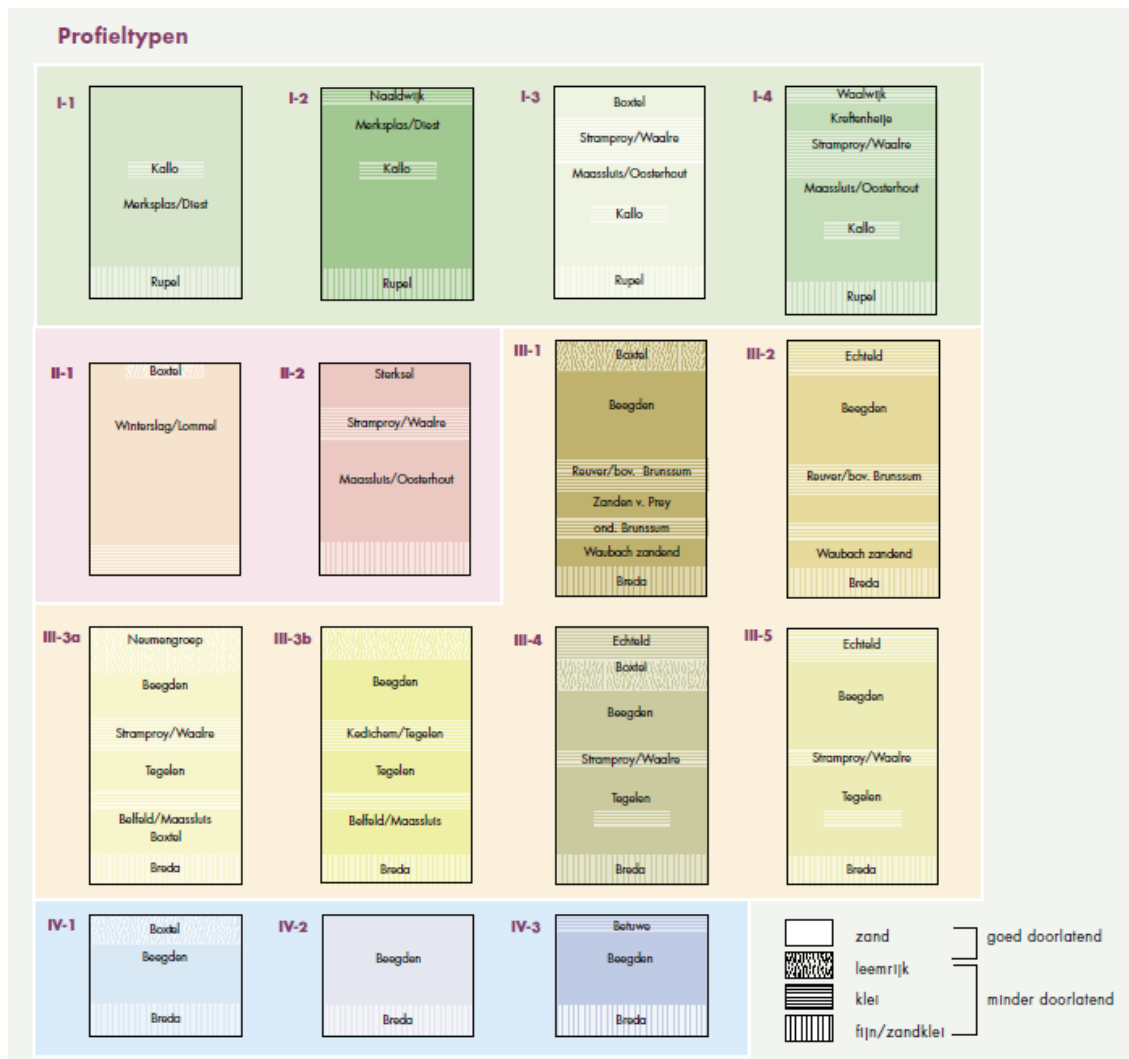 Profieltypen
I-1
Kallo
Merksplas/Diest
Rupel
I-2
Naaldwijk
Merksplas/Diest
Kallo
Rupel
I-3
Boxtel
Stramproy/Waalre
Maassluis/Oosterhout
Kallo
Rupel
I-4
Waalwijk
Kreftenheije
Stramproy/Waalre
Maassluis/Oosterhout
Kallo
Rupel
II-1
Boxtel
Winterslag/Lommel
II-2
Sterksel
Stramproy/Waalre
Maassluis/Oosterhout
III-1
Boxtel
Beegden
Reuver/bov. Brunssum
Zanden v. Prey
ond. Brunssum
Waubach zandend
Breda
III-2
Echteld
Beegden
Reuver/bov. Brunssum
Waubach zandend
Breda
III-3a
Neumengroep
Beegden
Stramproy/Waalre
Tegelen
Belfeld/Maassluis
Boxtel
Breda
III-3b
Beegden
Kedichem/Tegelen
Tegelen
Belfeld/Maassluis
Breda
III-4
Echteld
Boxtel
Beegden
Stramproy/Waalre
Tegelen
Breda
III-5
Echteld
Beegden
Stramproy/Waalre
Tegelen
Breda
IV-1
Boxtel
Beegden
Breda
IV-2
Beegden
Breda
IV-3
Betuwe
Beegden
Breda
zand
goed doorlatend
leemrijk
klei
minder doorlatend
fijn/zandklei